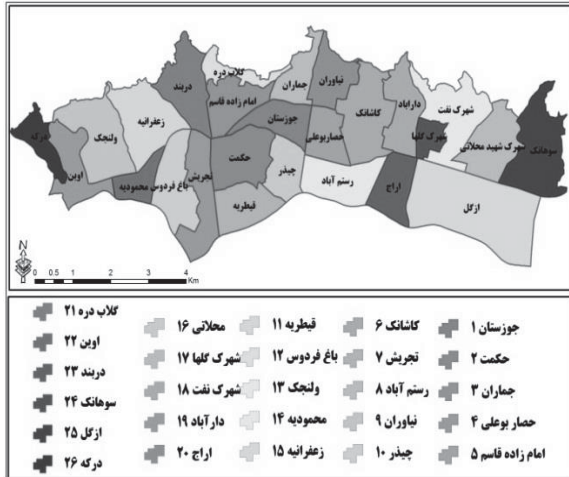 گلاب دره
دربند
امام زاده قاسم
جماران
نیاوران
کاشانک
دارآباد
شهرک نفت
شهرک گلها
شهرک شهید محلاتی
سوهانک
درکه
اوین
ولنجک
زعفرانیه
محمودیه
باغ فردوس
تجریش
حکمت
جوزستان
حصاربوعلی
چیذر
قیطریه
رستم آباد
اراج
ازگل
N
0 0.5 1 2 3 4
Km
جوزستان ۱
حکمت ۲
جماران ۳
حصار بوعلی ۴
امام زاده قاسم ۵
کاشانک ۶
تجریش ۷
رستم آباد ۸
نیاوران ۹
چیذر ۱۰
قیطریه ۱۱
باغ فردوس ۱۲
ولنجک ۱۳
محمودیه ۱۴
زعفرانیه ۱۵
محلاتی ۱۶
شهرک گلها ۱۷
شهرک نفت ۱۸
دارآباد ۱۹
اراج ۲۰
گلاب دره ۲۱
اوین ۲۲
دربند ۲۳
سوهانک ۲۴
ازگل ۲۵
درکه ۲۶